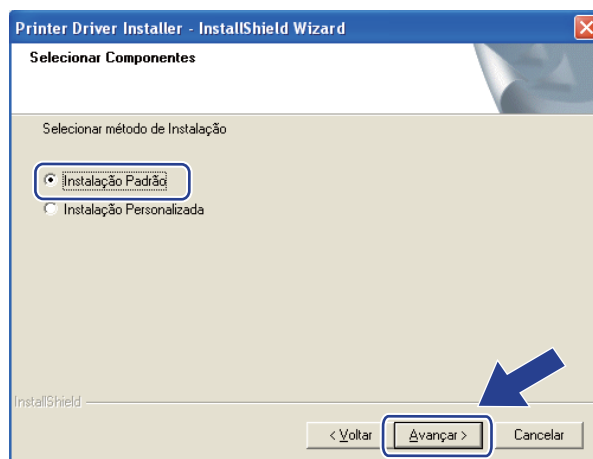 Printer Driver Installer - InstallShield Wizard
Selecionar Componentes
Selecionar método de Instalação
Instalação Padrão
Instalação Personalizada
InstallShield
< Voltar Avançar > Cancelar